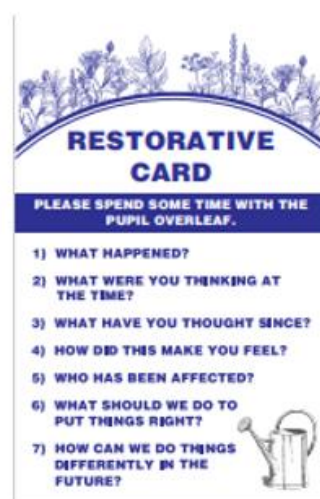 RESTORATIVE
CARD
PLEASE SPEND SOME TIME WITH THE
PUPIL OVERLEAF.
1) WHAT HAPPENED?
2) WHAT WERE YOU THINKING AT
THE TIME?
3) WHAT HAVE YOU THOUGHT SINCE?
4) HOW DID THIS MAKE YOU FEEL?
5) WHO HAS BEEN AFFECTED?
6) WHAT SHOULD WE DO TO
PUT THINGS RIGHT?
7) HOW CAN WE DO THINGS
DIFFERENTLY IN THE
FUTURE?